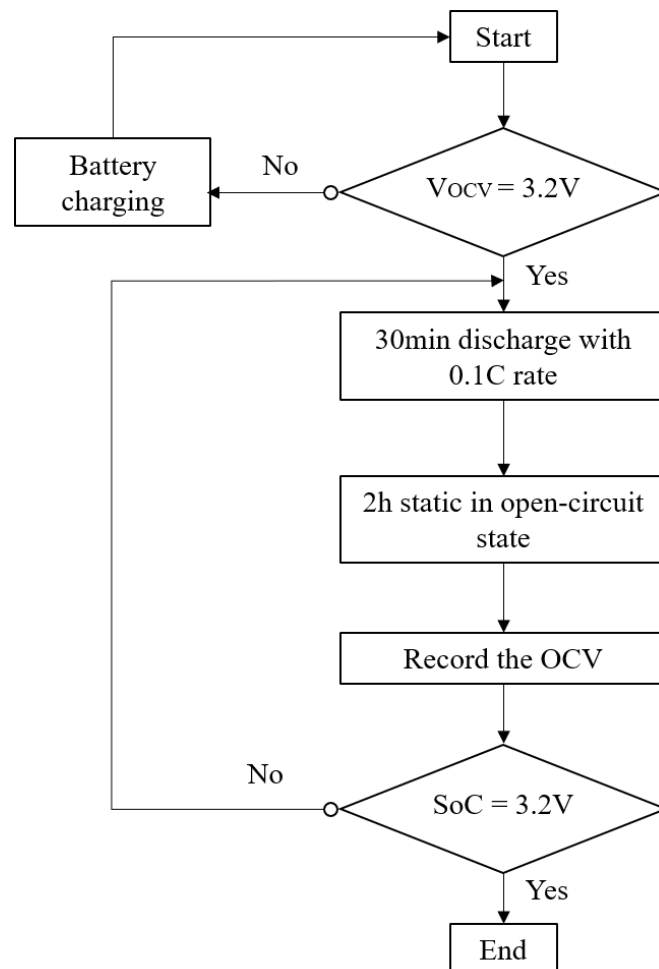 Start
Battery
charging
No
VOCV = 3.2V
Yes
30min discharge with
0.1C rate
2h static in open-circuit
state
Record the OCV
No
SoC = 3.2V
Yes
End